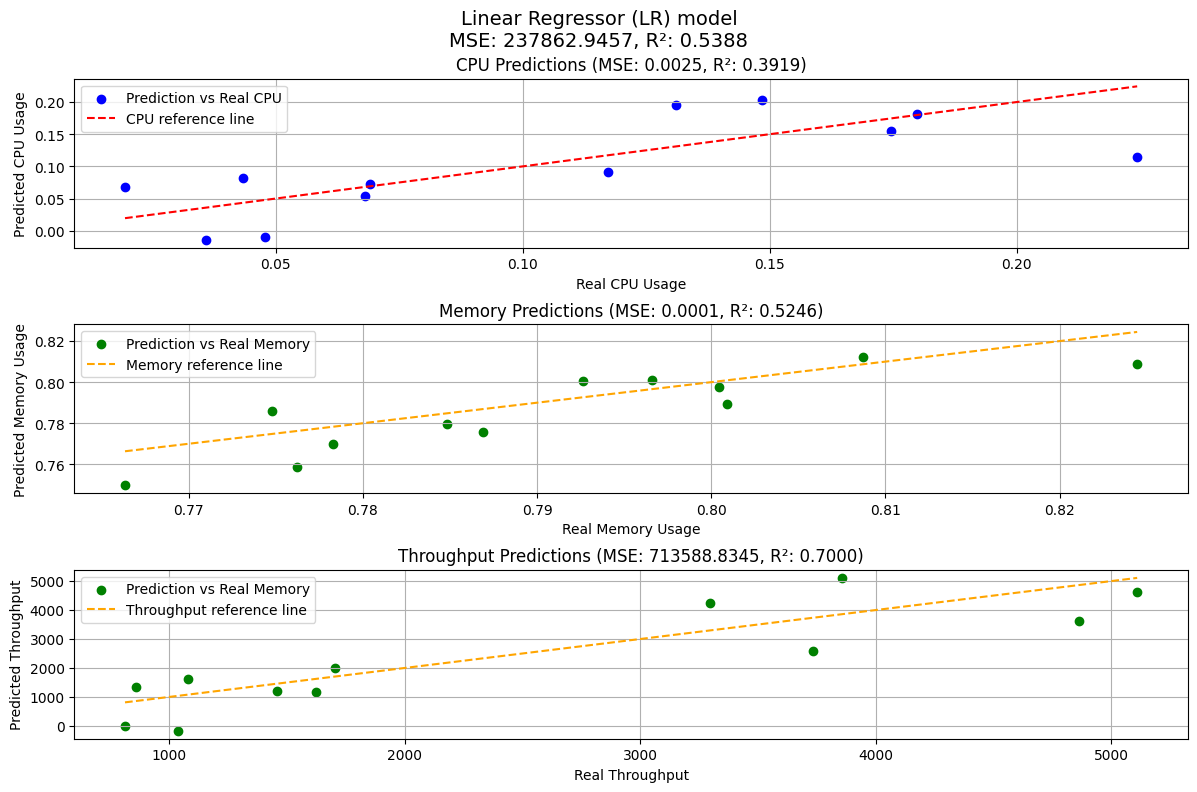 Linear Regressor (LR) model
MSE: 237862.9457, R²: 0.5388
CPU Predictions (MSE: 0.0025, R²: 0.3919)
Prediction vs Real CPU
CPU reference line
Predicted CPU Usage
0.20
0.15
0.10
0.05
0.00
0.05
0.10
0.15
0.20
Real CPU Usage
Memory Predictions (MSE: 0.0001, R²: 0.5246)
Prediction vs Real Memory
Memory reference line
Predicted Memory Usage
0.82
0.80
0.78
0.76
0.77
0.78
0.79
0.80
0.81
0.82
Real Memory Usage
Throughput Predictions (MSE: 713588.8345, R²: 0.7000)
Prediction vs Real Memory
Throughput reference line
Predicted Throughput
5000
4000
3000
2000
1000
0
1000
2000
3000
4000
5000
Real Throughput